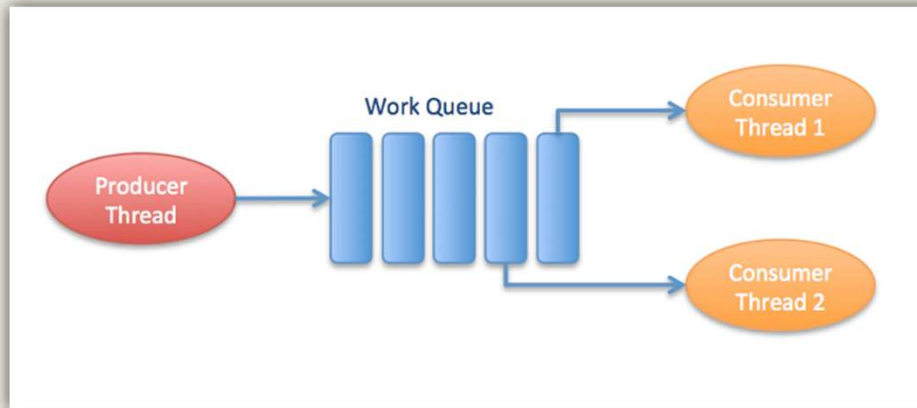 Work Queue
Producer
Thread
Consumer
Thread 1
Consumer
Thread 2